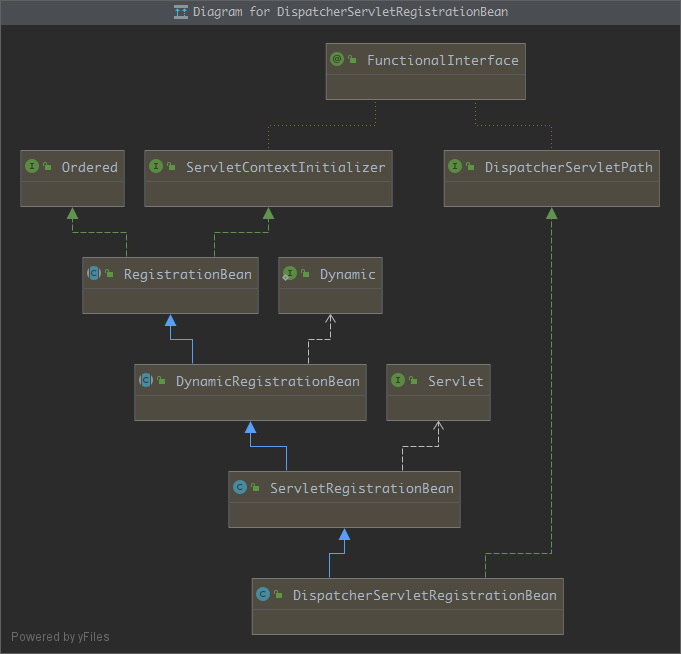 Diagram for DispatcherServletRegistrationBean
FunctionalInterface
Ordered
ServletContextInitializer
DispatcherServletPath
RegistrationBean
Dynamic
DynamicRegistrationBean
Servlet
ServletRegistrationBean
DispatcherServletRegistrationBean
Powered by yFiles